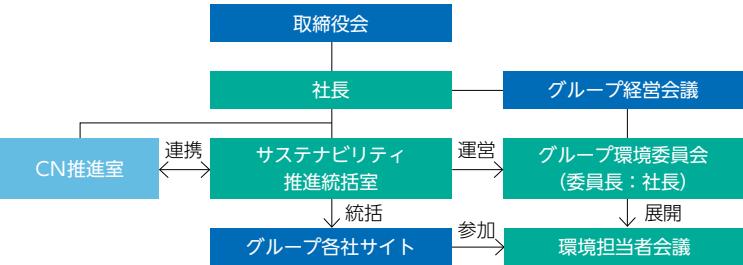 取締役会
社長
グループ経営会議
CN推進室
連携
サステナビリティ
推進統括室
運営
グループ環境委員会
（委員長：社長）
統括
展開
グループ各社サイト
参加
環境担当者会議